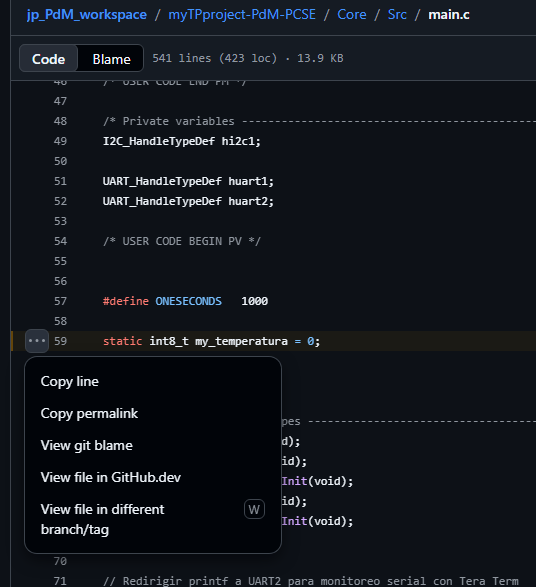 jp_PdM_workspace / myTPproject-PdM-PCSE / Core / Src / main.c
Code Blame 541 lines (423 loc) · 13.9 KB
46 /* USER CODE END PM */
47
48 /* Private variables ---------------------------------------------
49 I2C_HandleTypeDef hi2c1;
50
51 UART_HandleTypeDef huart1;
52 UART_HandleTypeDef huart2;
53
54 /* USER CODE BEGIN PV */
55
56
57 #define ONESECONDS 1000
58
59 static int8_t my_temperatura = 0;
Copy line
Copy permalink
pes -----------------------------------
View git blame
d);
id);
View file in GitHub.dev
Init(void);
View file in different branch/tag W
id);
Init(void);
70
71 // Redirigir printf a UART2 para monitoreo serial con Tera Term